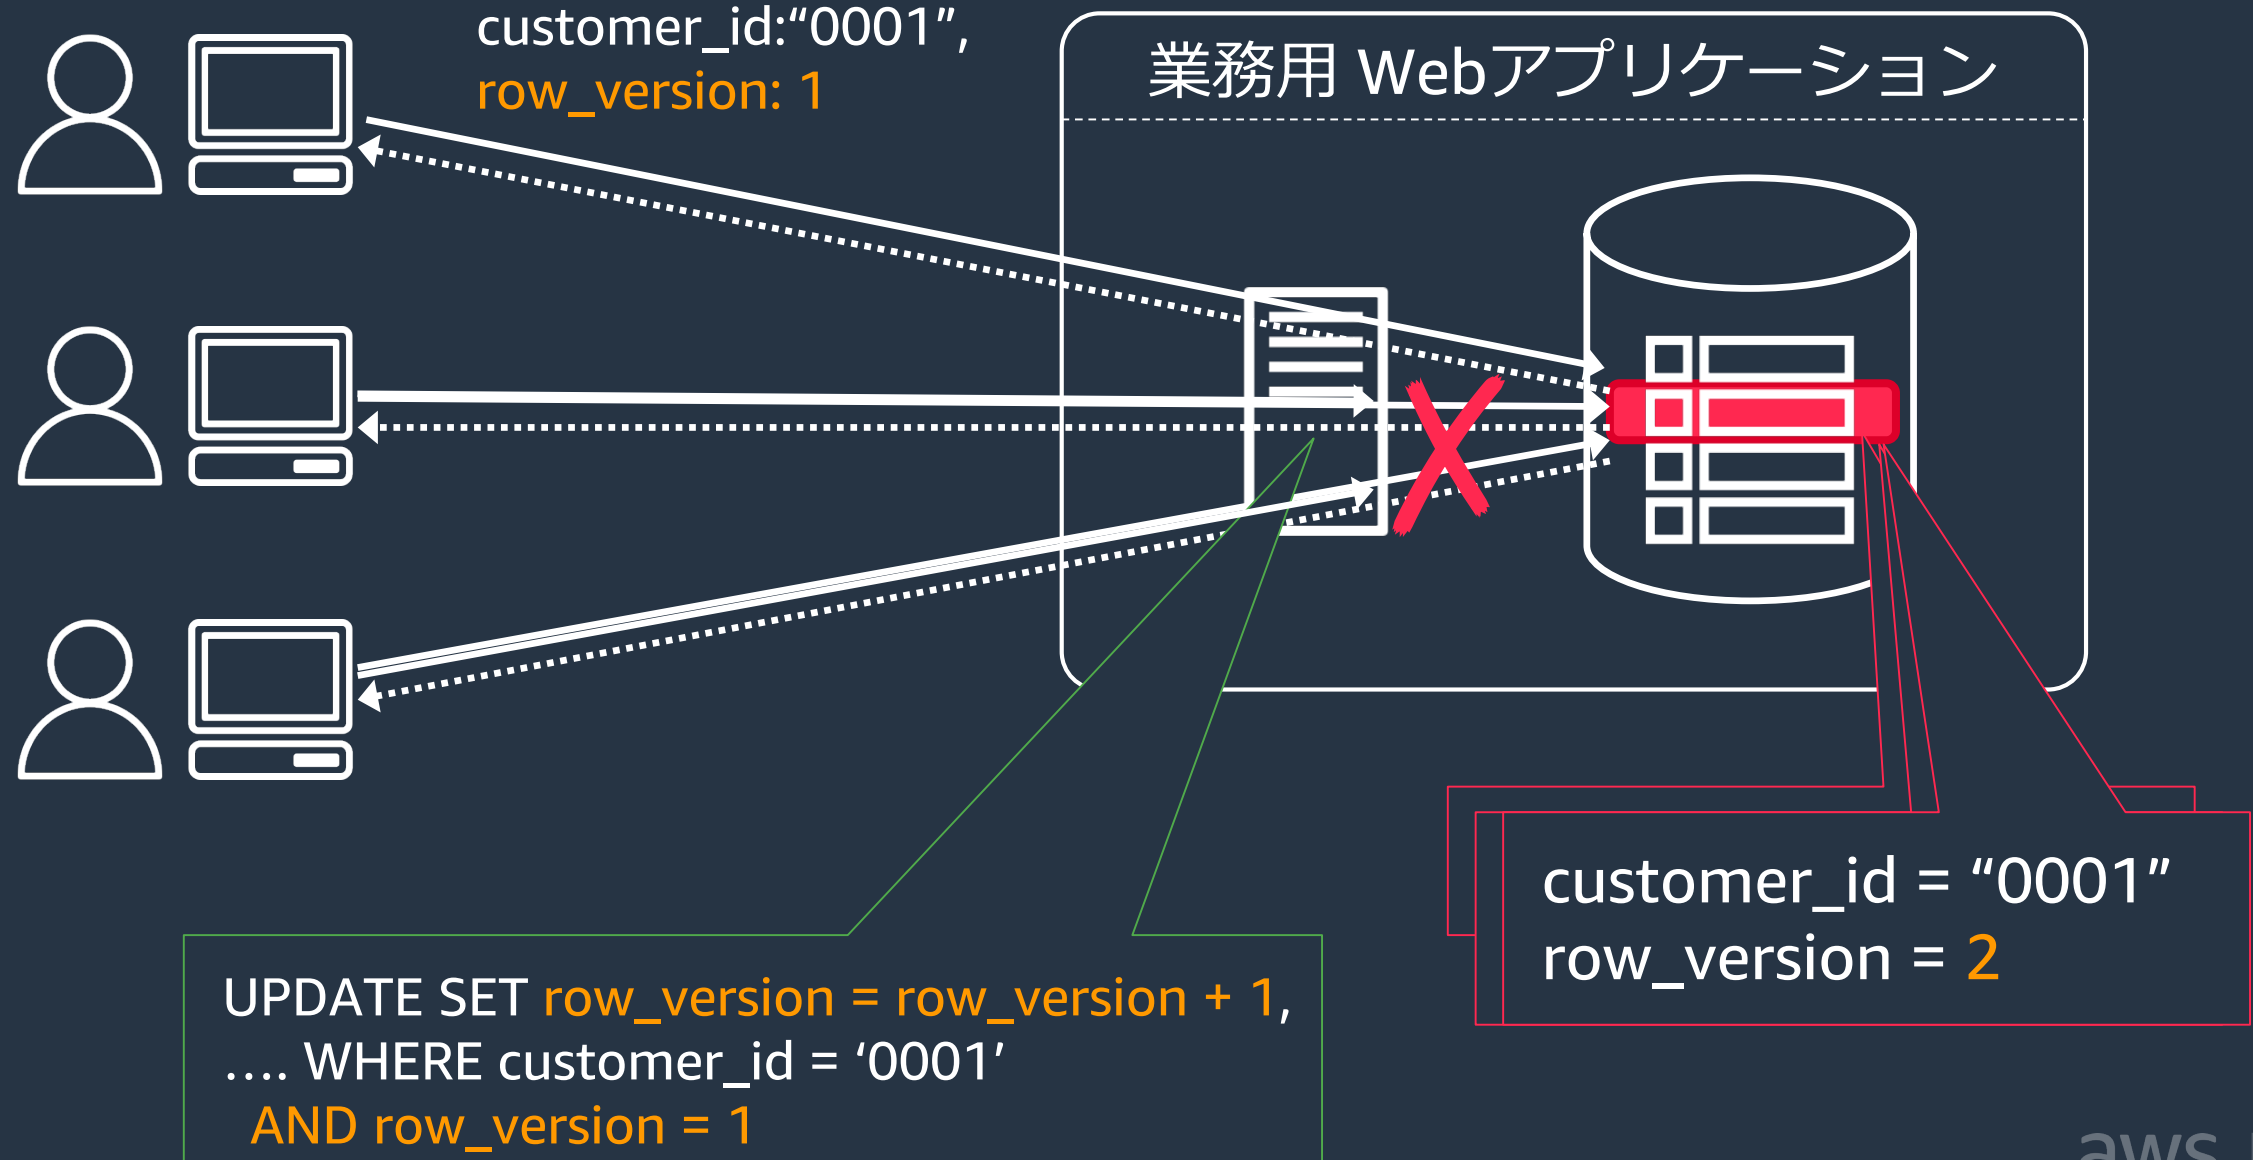 customer_id:“0001”,
row_version: 1
業務用 Webアプリケーション
customer_id = “0001”
row_version = 2
UPDATE SET row_version = row_version + 1,
…. WHERE customer_id = ‘0001’
AND row_version = 1
aws